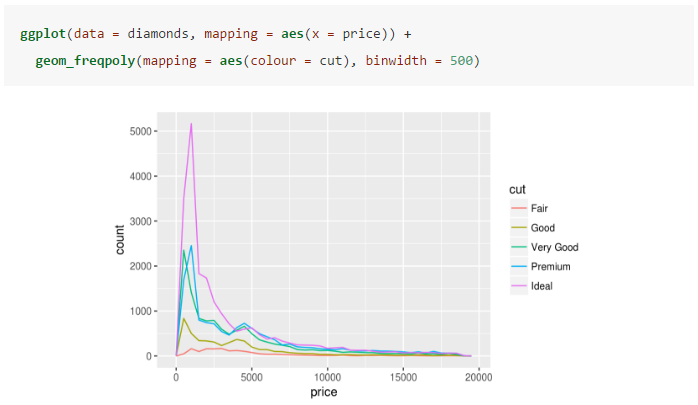 ggplot(data = diamonds, mapping = aes(x = price)) +
  geom_freqpoly(mapping = aes(colour = cut), binwidth = 500)
5000
4000
3000
2000
1000
0
count
0 5000 10000 15000 20000
price
cut
Fair
Good
Very Good
Premium
Ideal